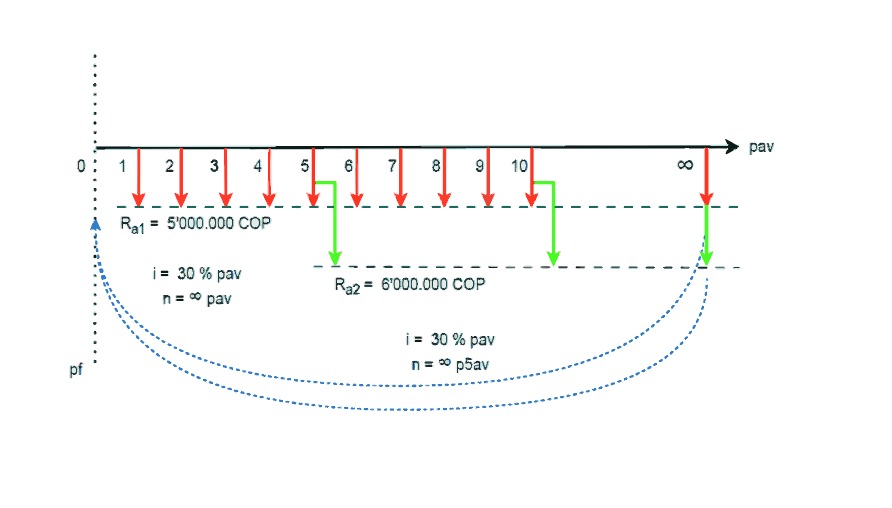 pav
0 1 2 3 4 5 6 7 8 9 10 ∞
Ra1 = 5'000.000 COP
i = 30 % pav
n = ∞ pav
Ra2 = 6'000.000 COP
i = 30 % pav
n = ∞ p5av
pf